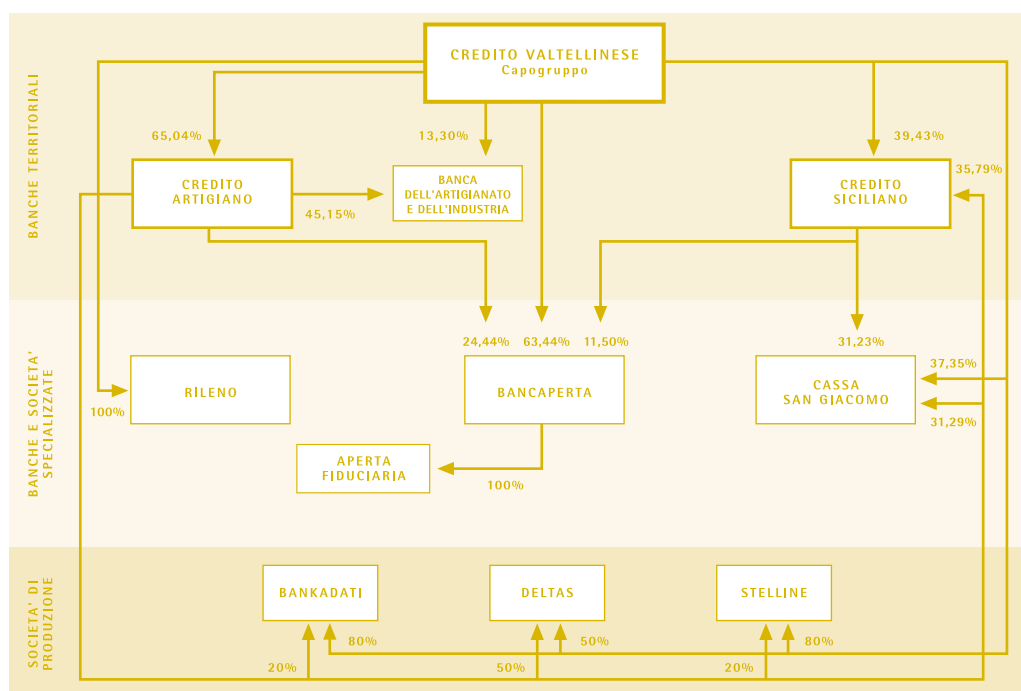 BANCHE TERRITORIALI
CREDITO VALTELLINESE
Capogruppo
65,04%
13,30%
39,43%
CREDITO
ARTIGIANO
45,15%
BANCA
DELL'ARTIGIANATO
E DELL'INDUSTRIA
CREDITO
SICILIANO
35,79%
BANCHE E SOCIETA'
SPECIALIZZATE
24,44%
63,44%
11,50%
31,23%
RILENO
100%
BANCAPERTA
CASSA
SAN GIACOMO
37,35%
31,29%
APERTA
FIDUCIARIA
100%
SOCIETA' DI
PRODUZIONE
BANKADATI
DELTAS
STELLINE
80%
50%
80%
20%
50%
20%